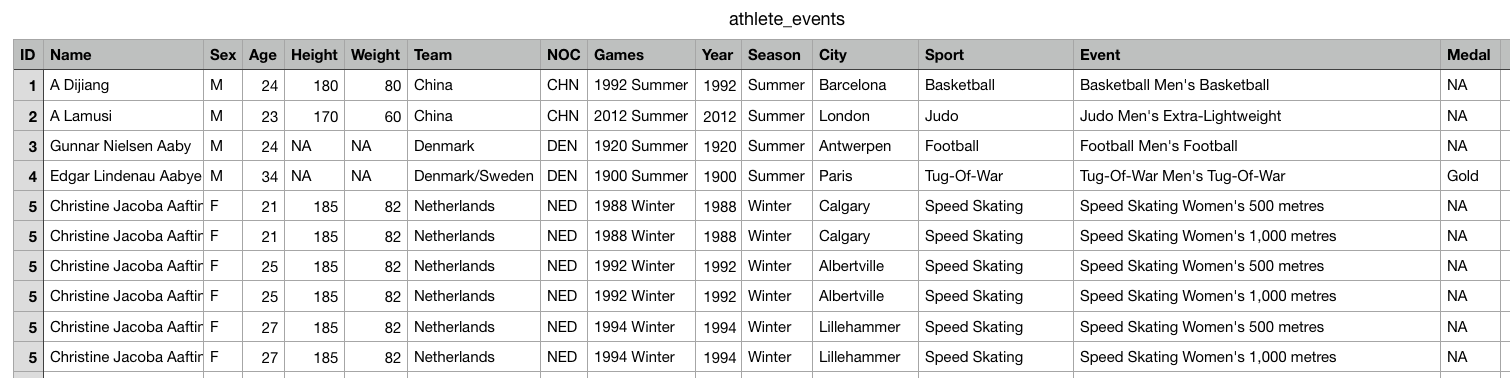 athlete_events
ID Name Sex Age Height Weight Team NOC Games Year Season City Sport Event Medal
1 A Dijiang M 24 180 80 China CHN 1992 Summer 1992 Summer Barcelona Basketball Basketball Men's Basketball NA
2 A Lamusi M 23 170 60 China CHN 2012 Summer 2012 Summer London Judo Judo Men's Extra-Lightweight NA
3 Gunnar Nielsen Aaby M 24 NA NA Denmark DEN 1920 Summer 1920 Summer Antwerpen Football Football Men's Football NA
4 Edgar Lindenau Aabye M 34 NA NA Denmark/Sweden DEN 1900 Summer 1900 Summer Paris Tug-Of-War Tug-Of-War Men's Tug-Of-War Gold
5 Christine Jacoba Aaftin F 21 185 82 Netherlands NED 1988 Winter 1988 Winter Calgary Speed Skating Speed Skating Women's 500 metres NA
5 Christine Jacoba Aaftin F 21 185 82 Netherlands NED 1988 Winter 1988 Winter Calgary Speed Skating Speed Skating Women's 1,000 metres NA
5 Christine Jacoba Aaftin F 25 185 82 Netherlands NED 1992 Winter 1992 Winter Albertville Speed Skating Speed Skating Women's 500 metres NA
5 Christine Jacoba Aaftin F 25 185 82 Netherlands NED 1992 Winter 1992 Winter Albertville Speed Skating Speed Skating Women's 1,000 metres NA
5 Christine Jacoba Aaftin F 27 185 82 Netherlands NED 1994 Winter 1994 Winter Lillehammer Speed Skating Speed Skating Women's 500 metres NA
5 Christine Jacoba Aaftin F 27 185 82 Netherlands NED 1994 Winter 1994 Winter Lillehammer Speed Skating Speed Skating Women's 1,000 metres NA